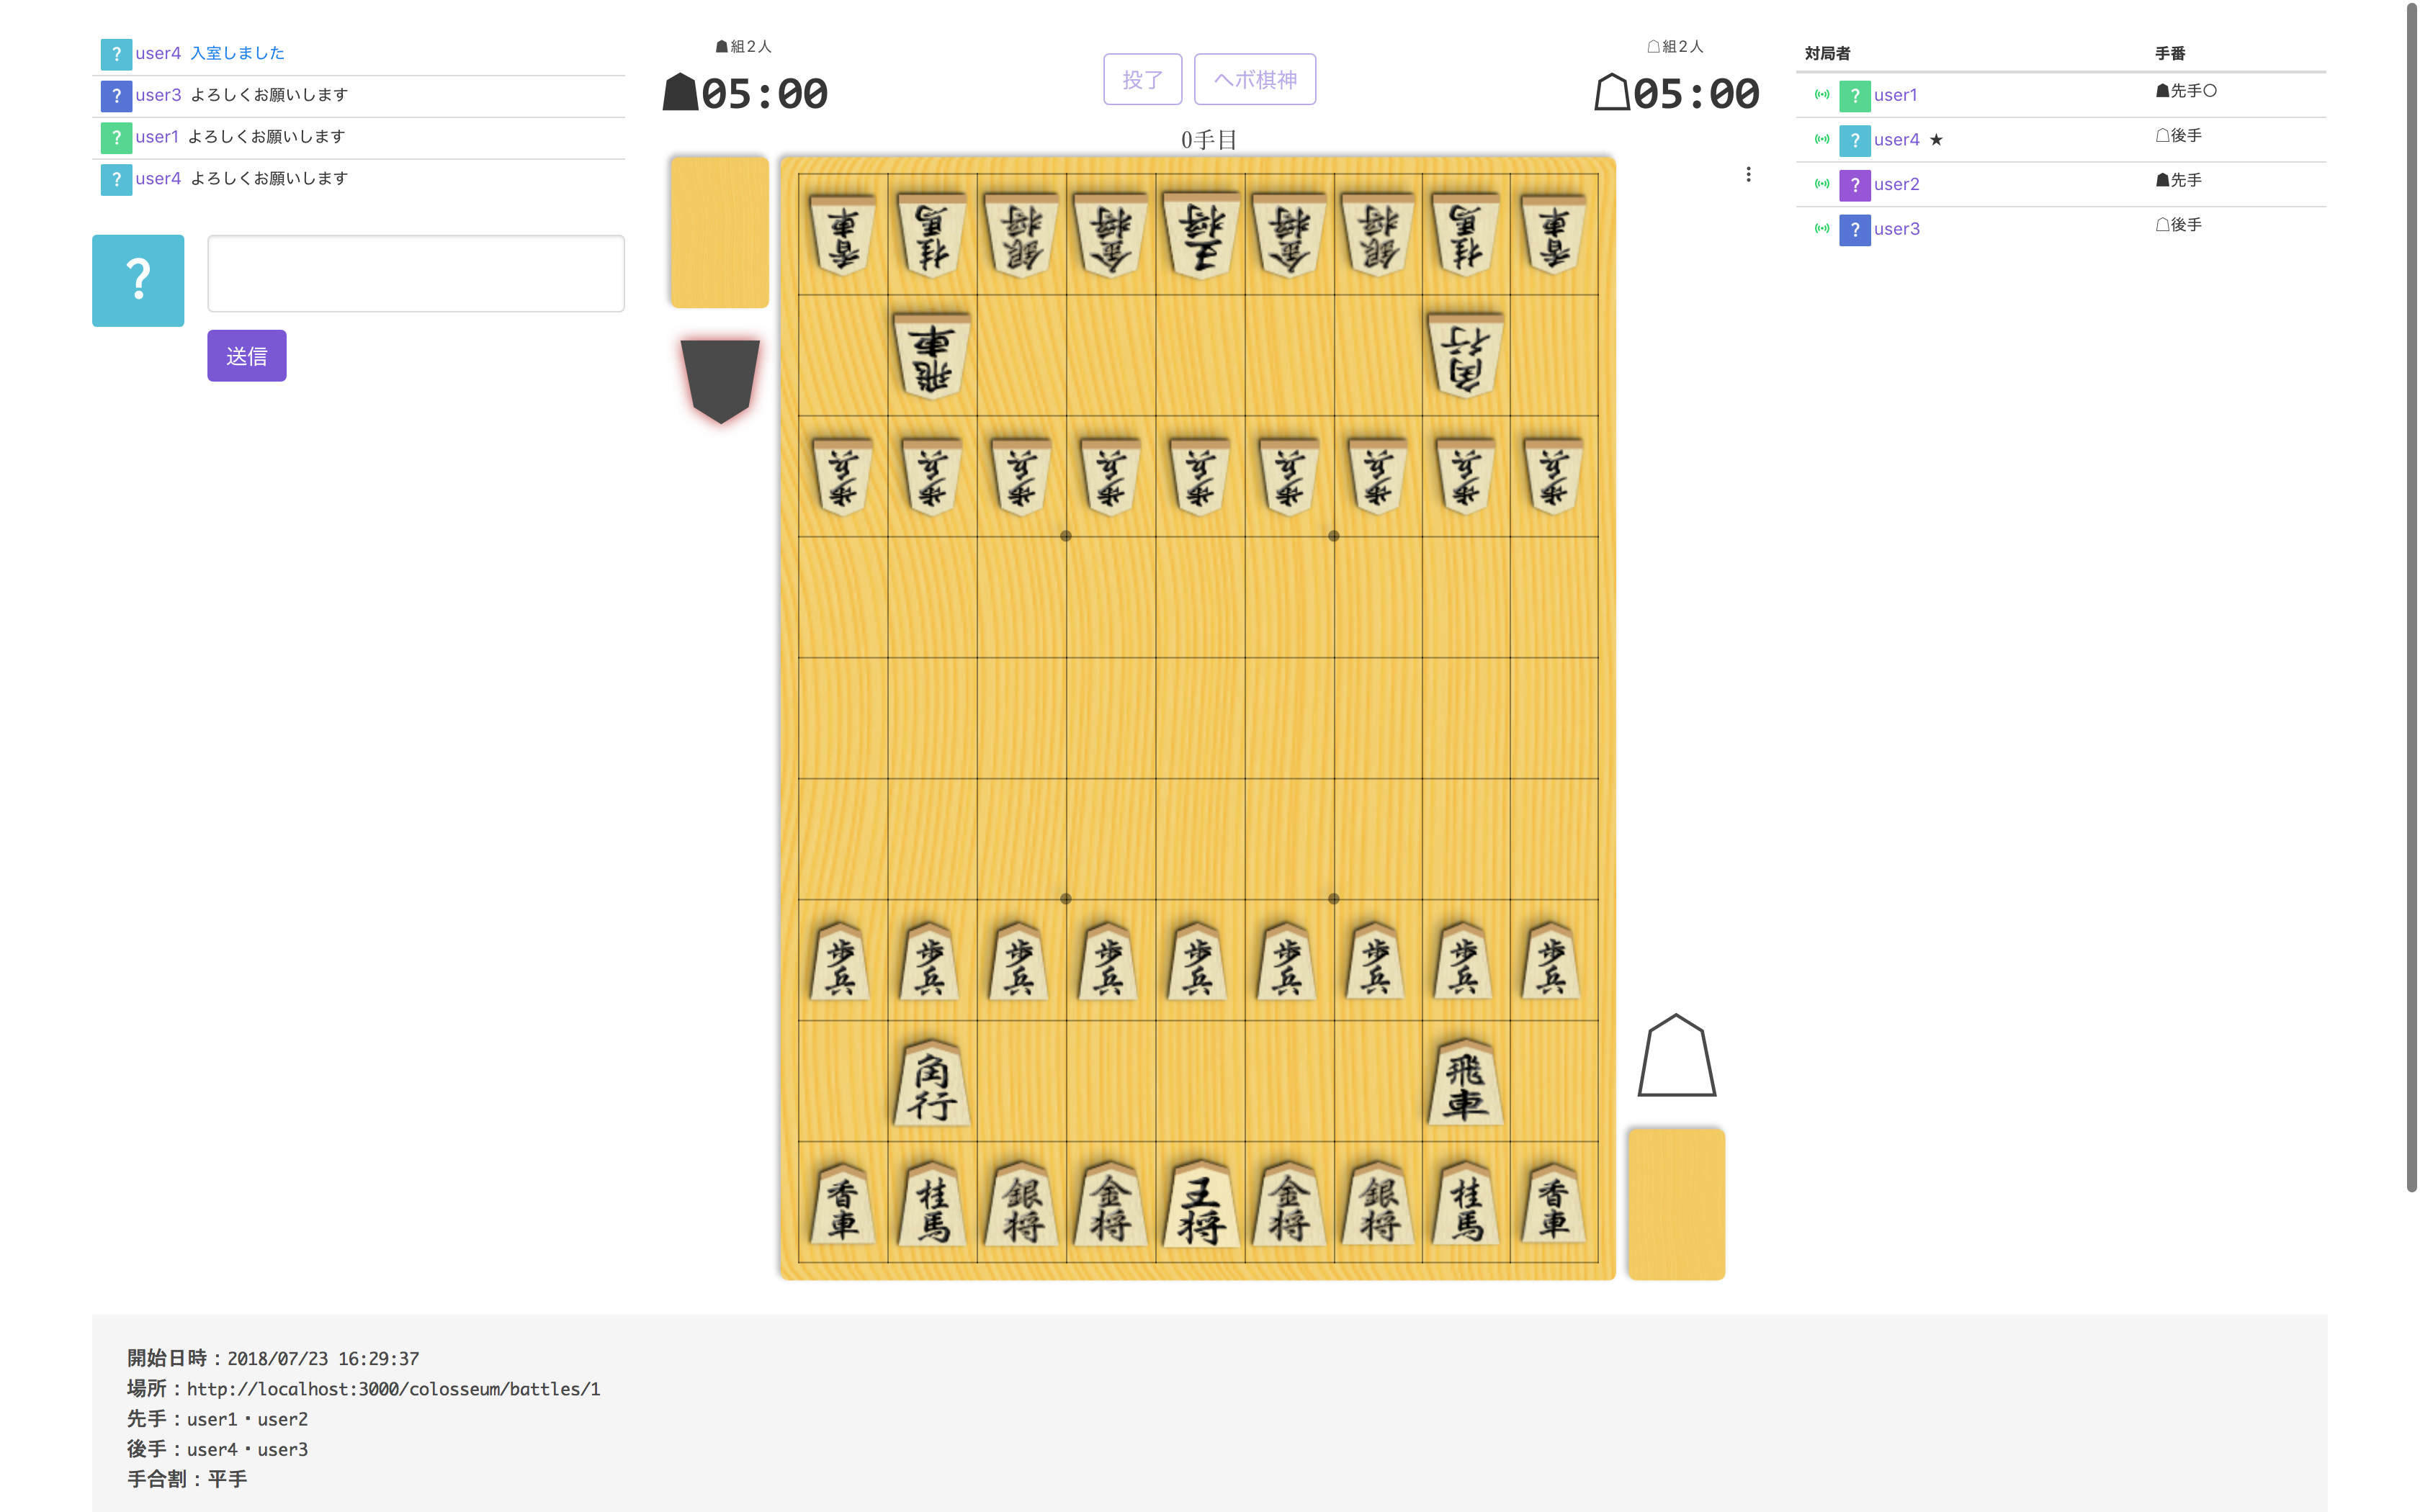 ? user4 入室しました
? user3 よろしくお願いします
? user1 よろしくお願いします
? user4 よろしくお願いします
?
送信
☗組2人
☗05:00
投了
ヘボ棋神
☖組2人
☖05:00
0手目
香車 桂馬 銀将 金将 王将 金将 銀将 桂馬 香車
飛車 角行
歩兵 歩兵 歩兵 歩兵 歩兵 歩兵 歩兵 歩兵 歩兵
歩兵 歩兵 歩兵 歩兵 歩兵 歩兵 歩兵 歩兵 歩兵
角行 飛車
香車 桂馬 銀将 金将 王将 金将 銀将 桂馬 香車
対局者 手番
? user1 ☗先手○
? user4 ★ ☖後手
? user2 ☗先手
? user3 ☖後手
開始日時：2018/07/23 16:29:37
場所：http://localhost:3000/colosseum/battles/1
先手：user1・user2
後手：user4・user3
手合割：平手